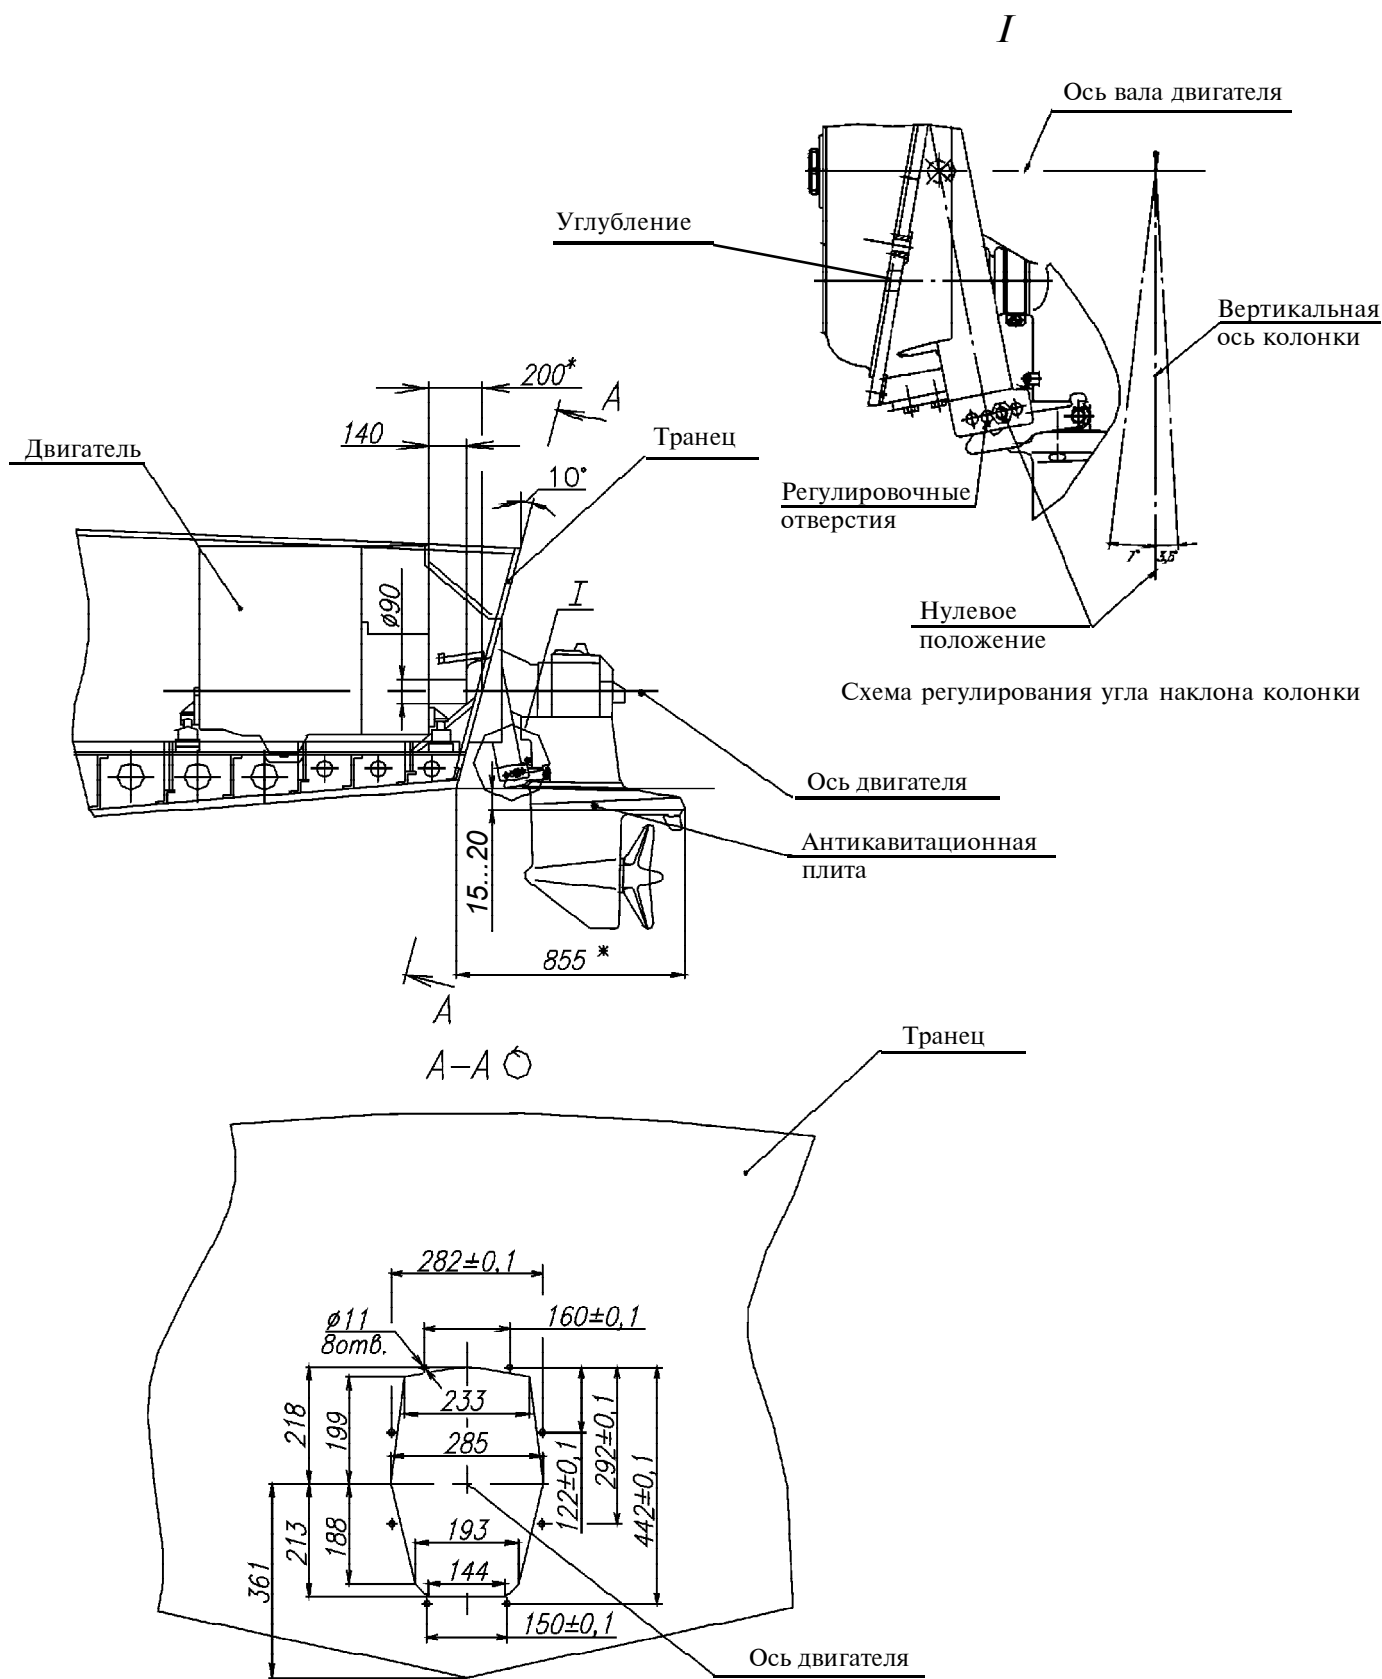 I
Ось вала двигателя
Углубление
Вертикальная
ось колонки
200*
A
140
Транец
Двигатель
10°
Регулировочные
отверстия
7° 3,5°
ø90
I
Нулевое
положение
Схема регулирования угла наклона колонки
Ось двигателя
Антикавитационная
плита
15...20
855 *
A
Транец
A-A
282±0,1
ø11
8отв.
160±0,1
233
218
199
285
122±0,1
292±0,1
442±0,1
213
188
193
361
144
150±0,1
Ось двигателя